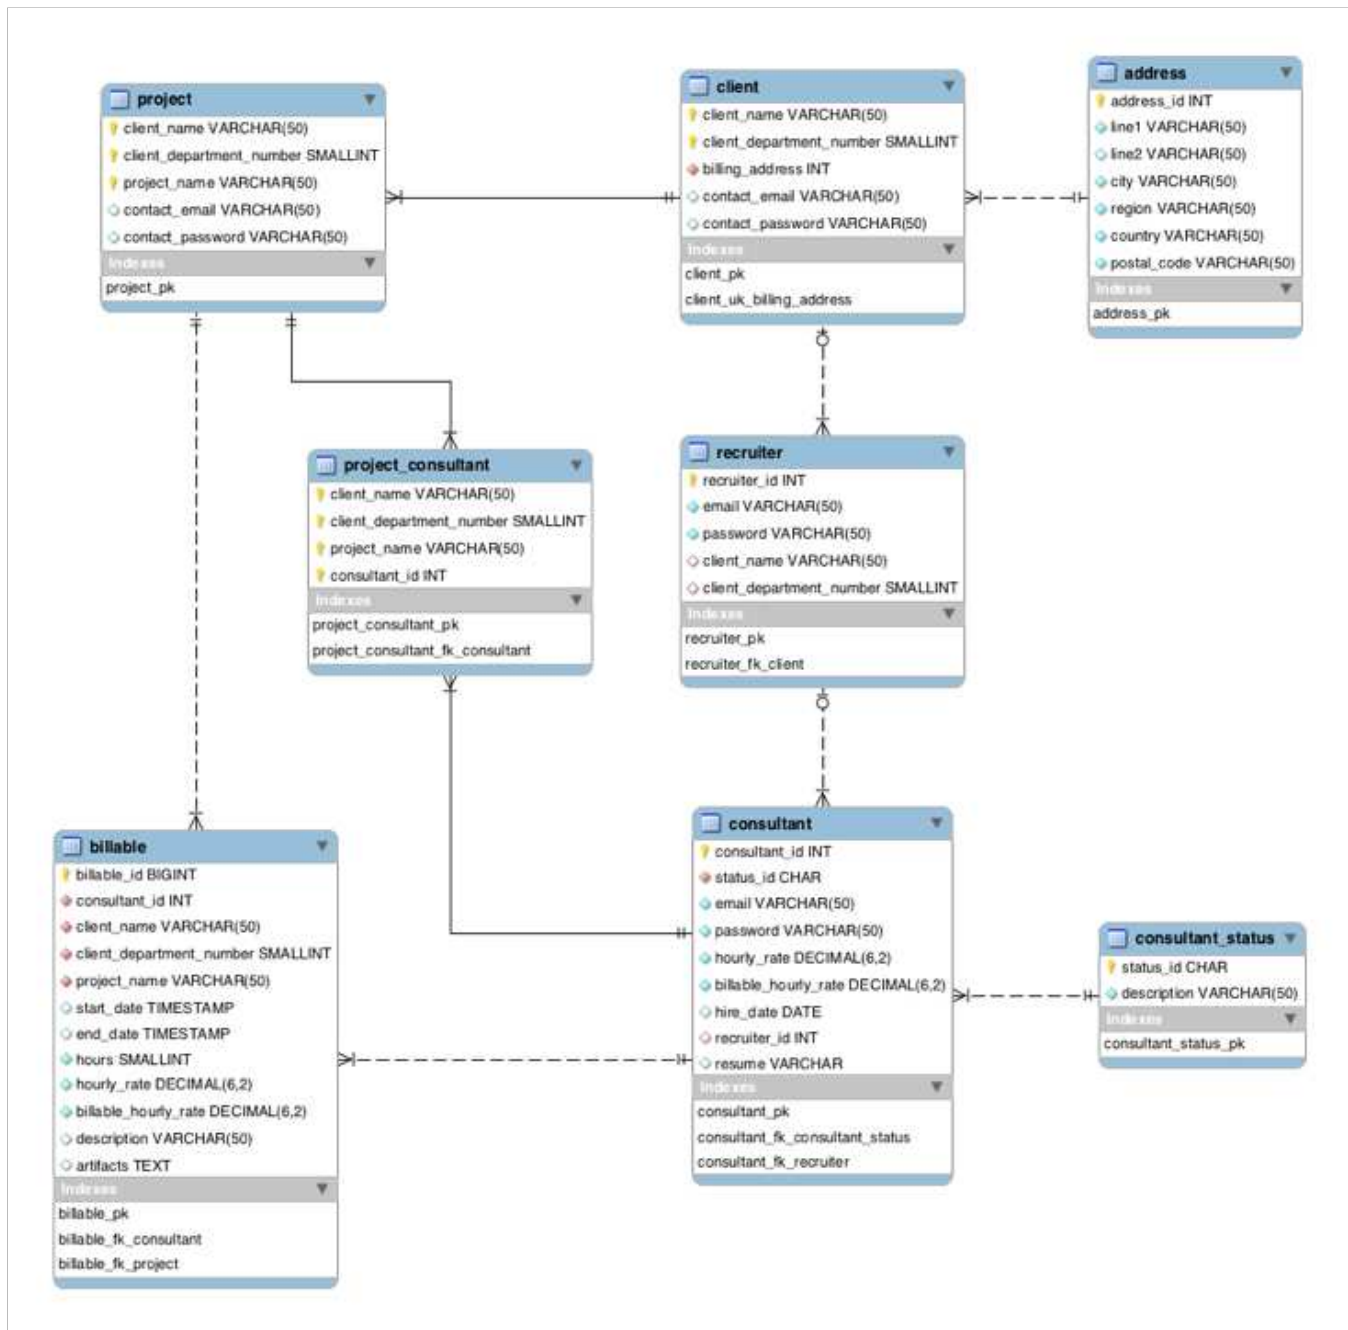 project
client_name VARCHAR(50)
client_department_number SMALLINT
project_name VARCHAR(50)
contact_email VARCHAR(50)
contact_password VARCHAR(50)
Indexes
project_pk
client
client_name VARCHAR(50)
client_department_number SMALLINT
billing_address INT
contact_email VARCHAR(50)
contact_password VARCHAR(50)
Indexes
client_pk
client_uk_billing_address
address
address_id INT
line1 VARCHAR(50)
line2 VARCHAR(50)
city VARCHAR(50)
region VARCHAR(50)
country VARCHAR(50)
postal_code VARCHAR(50)
Indexes
address_pk
project_consultant
client_name VARCHAR(50)
client_department_number SMALLINT
project_name VARCHAR(50)
consultant_id INT
Indexes
project_consultant_pk
project_consultant_fk_consultant
recruiter
recruiter_id INT
email VARCHAR(50)
password VARCHAR(50)
client_name VARCHAR(50)
client_department_number SMALLINT
Indexes
recruiter_pk
recruiter_fk_client
billable
billable_id BIGINT
consultant_id INT
client_name VARCHAR(50)
client_department_number SMALLINT
project_name VARCHAR(50)
start_date TIMESTAMP
end_date TIMESTAMP
hours SMALLINT
hourly_rate DECIMAL(6,2)
billable_hourly_rate DECIMAL(6,2)
description VARCHAR(50)
artifacts TEXT
Indexes
billable_pk
billable_fk_consultant
billable_fk_project
consultant
consultant_id INT
status_id CHAR
email VARCHAR(50)
password VARCHAR(50)
hourly_rate DECIMAL(6,2)
billable_hourly_rate DECIMAL(6,2)
hire_date DATE
recruiter_id INT
resume VARCHAR
Indexes
consultant_pk
consultant_fk_consultant_status
consultant_fk_recruiter
consultant_status
status_id CHAR
description VARCHAR(50)
Indexes
consultant_status_pk